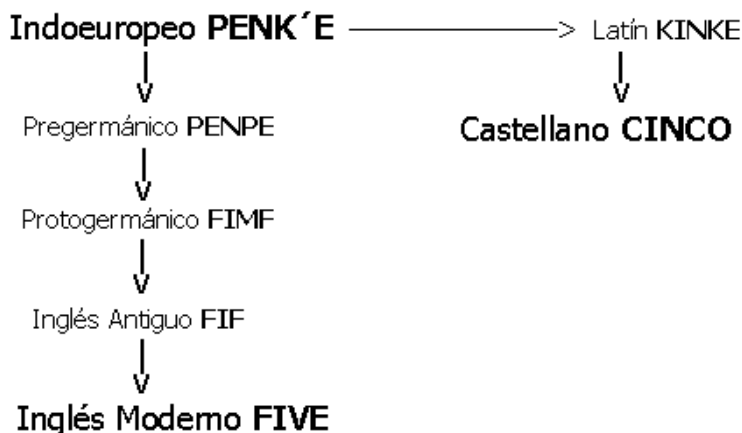 Indoeuropeo PENK´E > Latín KINKE
Pregermánico PENPE
Castellano CINCO
Protogermánico FIMF
Inglés Antiguo FIF
Inglés Moderno FIVE